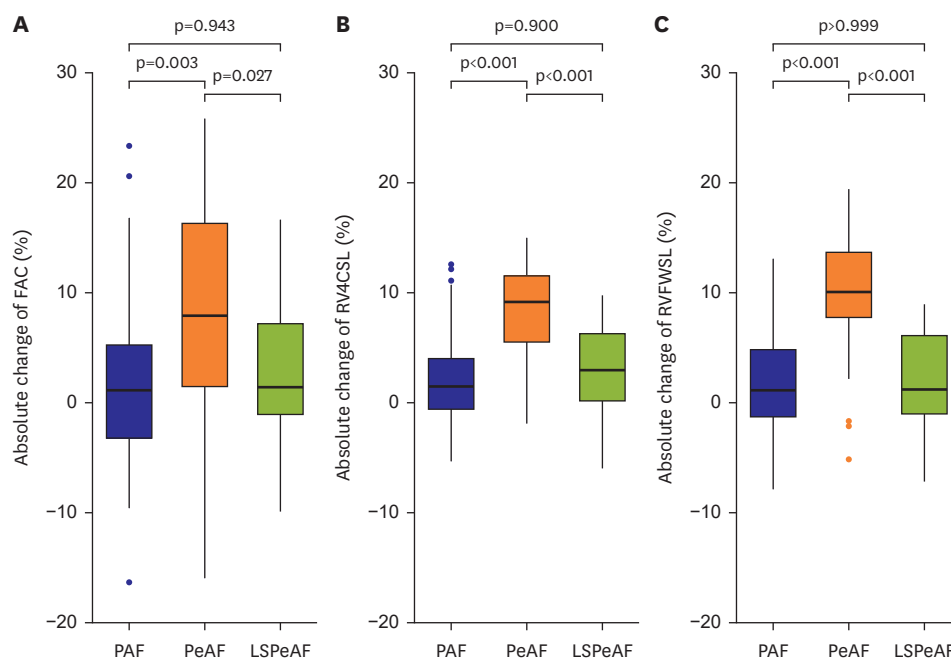 A
p=0.943
p=0.003
p=0.027
Absolute change of FAC (%)
30
20
10
0
−10
−20
PAF
PeAF
LSPeAF
B
p=0.900
p<0.001
p<0.001
Absolute change of RV4CSL (%)
30
20
10
0
−10
−20
PAF
PeAF
LSPeAF
C
p>0.999
p<0.001
p<0.001
Absolute change of RVFWSL (%)
30
20
10
0
−10
−20
PAF
PeAF
LSPeAF